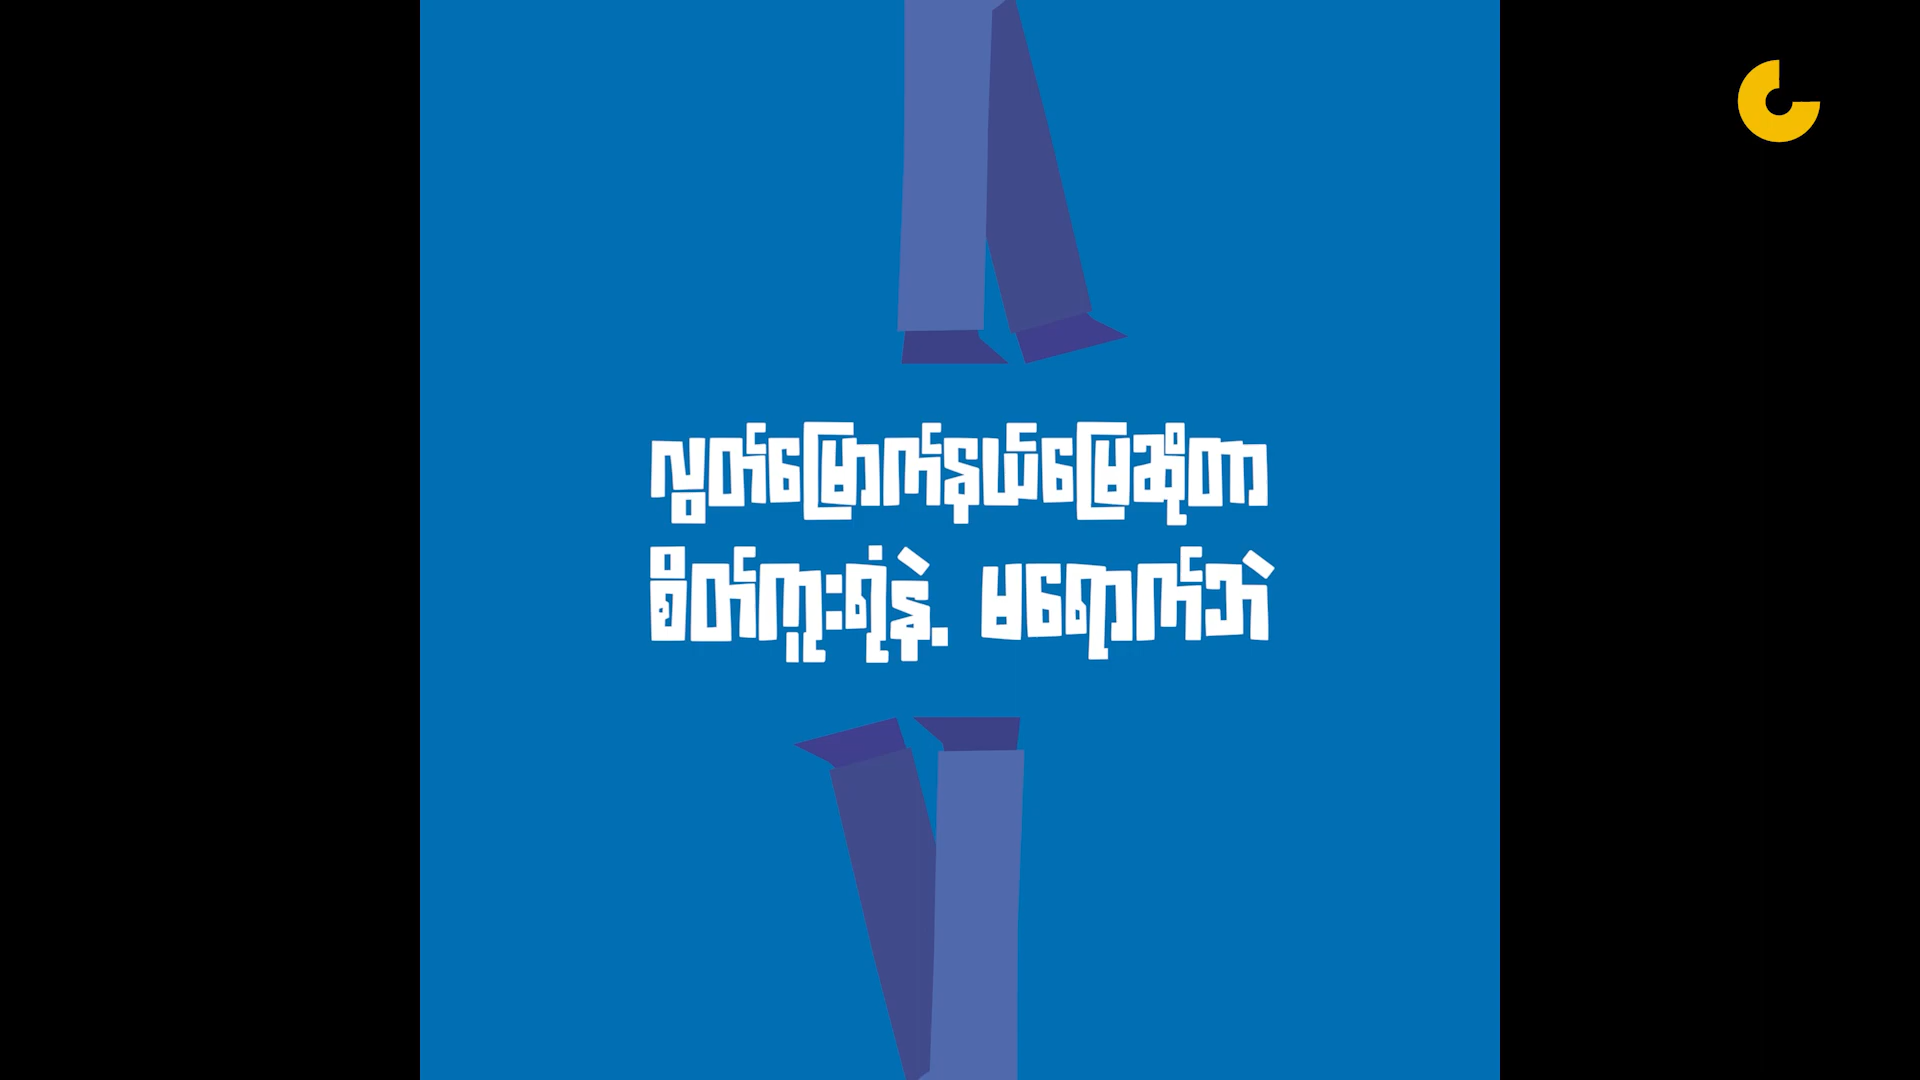 လွတ်မြောက်နယ်မြေဆိုတာ
စိတ်ကူးရုံနဲ့ မရောက်ဘဲ